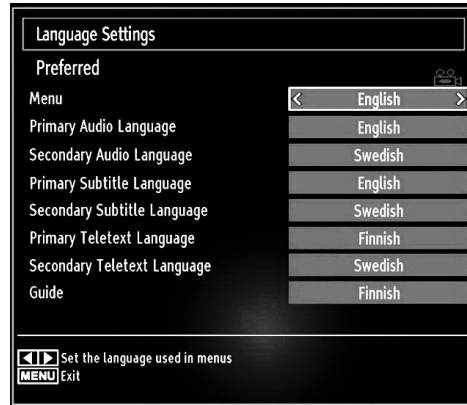 Language Settings
Preferred
Menu < English >
Primary Audio Language English
Secondary Audio Language Swedish
Primary Subtitle Language English
Secondary Subtitle Language Swedish
Primary Teletext Language Finnish
Secondary Teletext Language Swedish
Guide Finnish
Set the language used in menus
MENU Exit